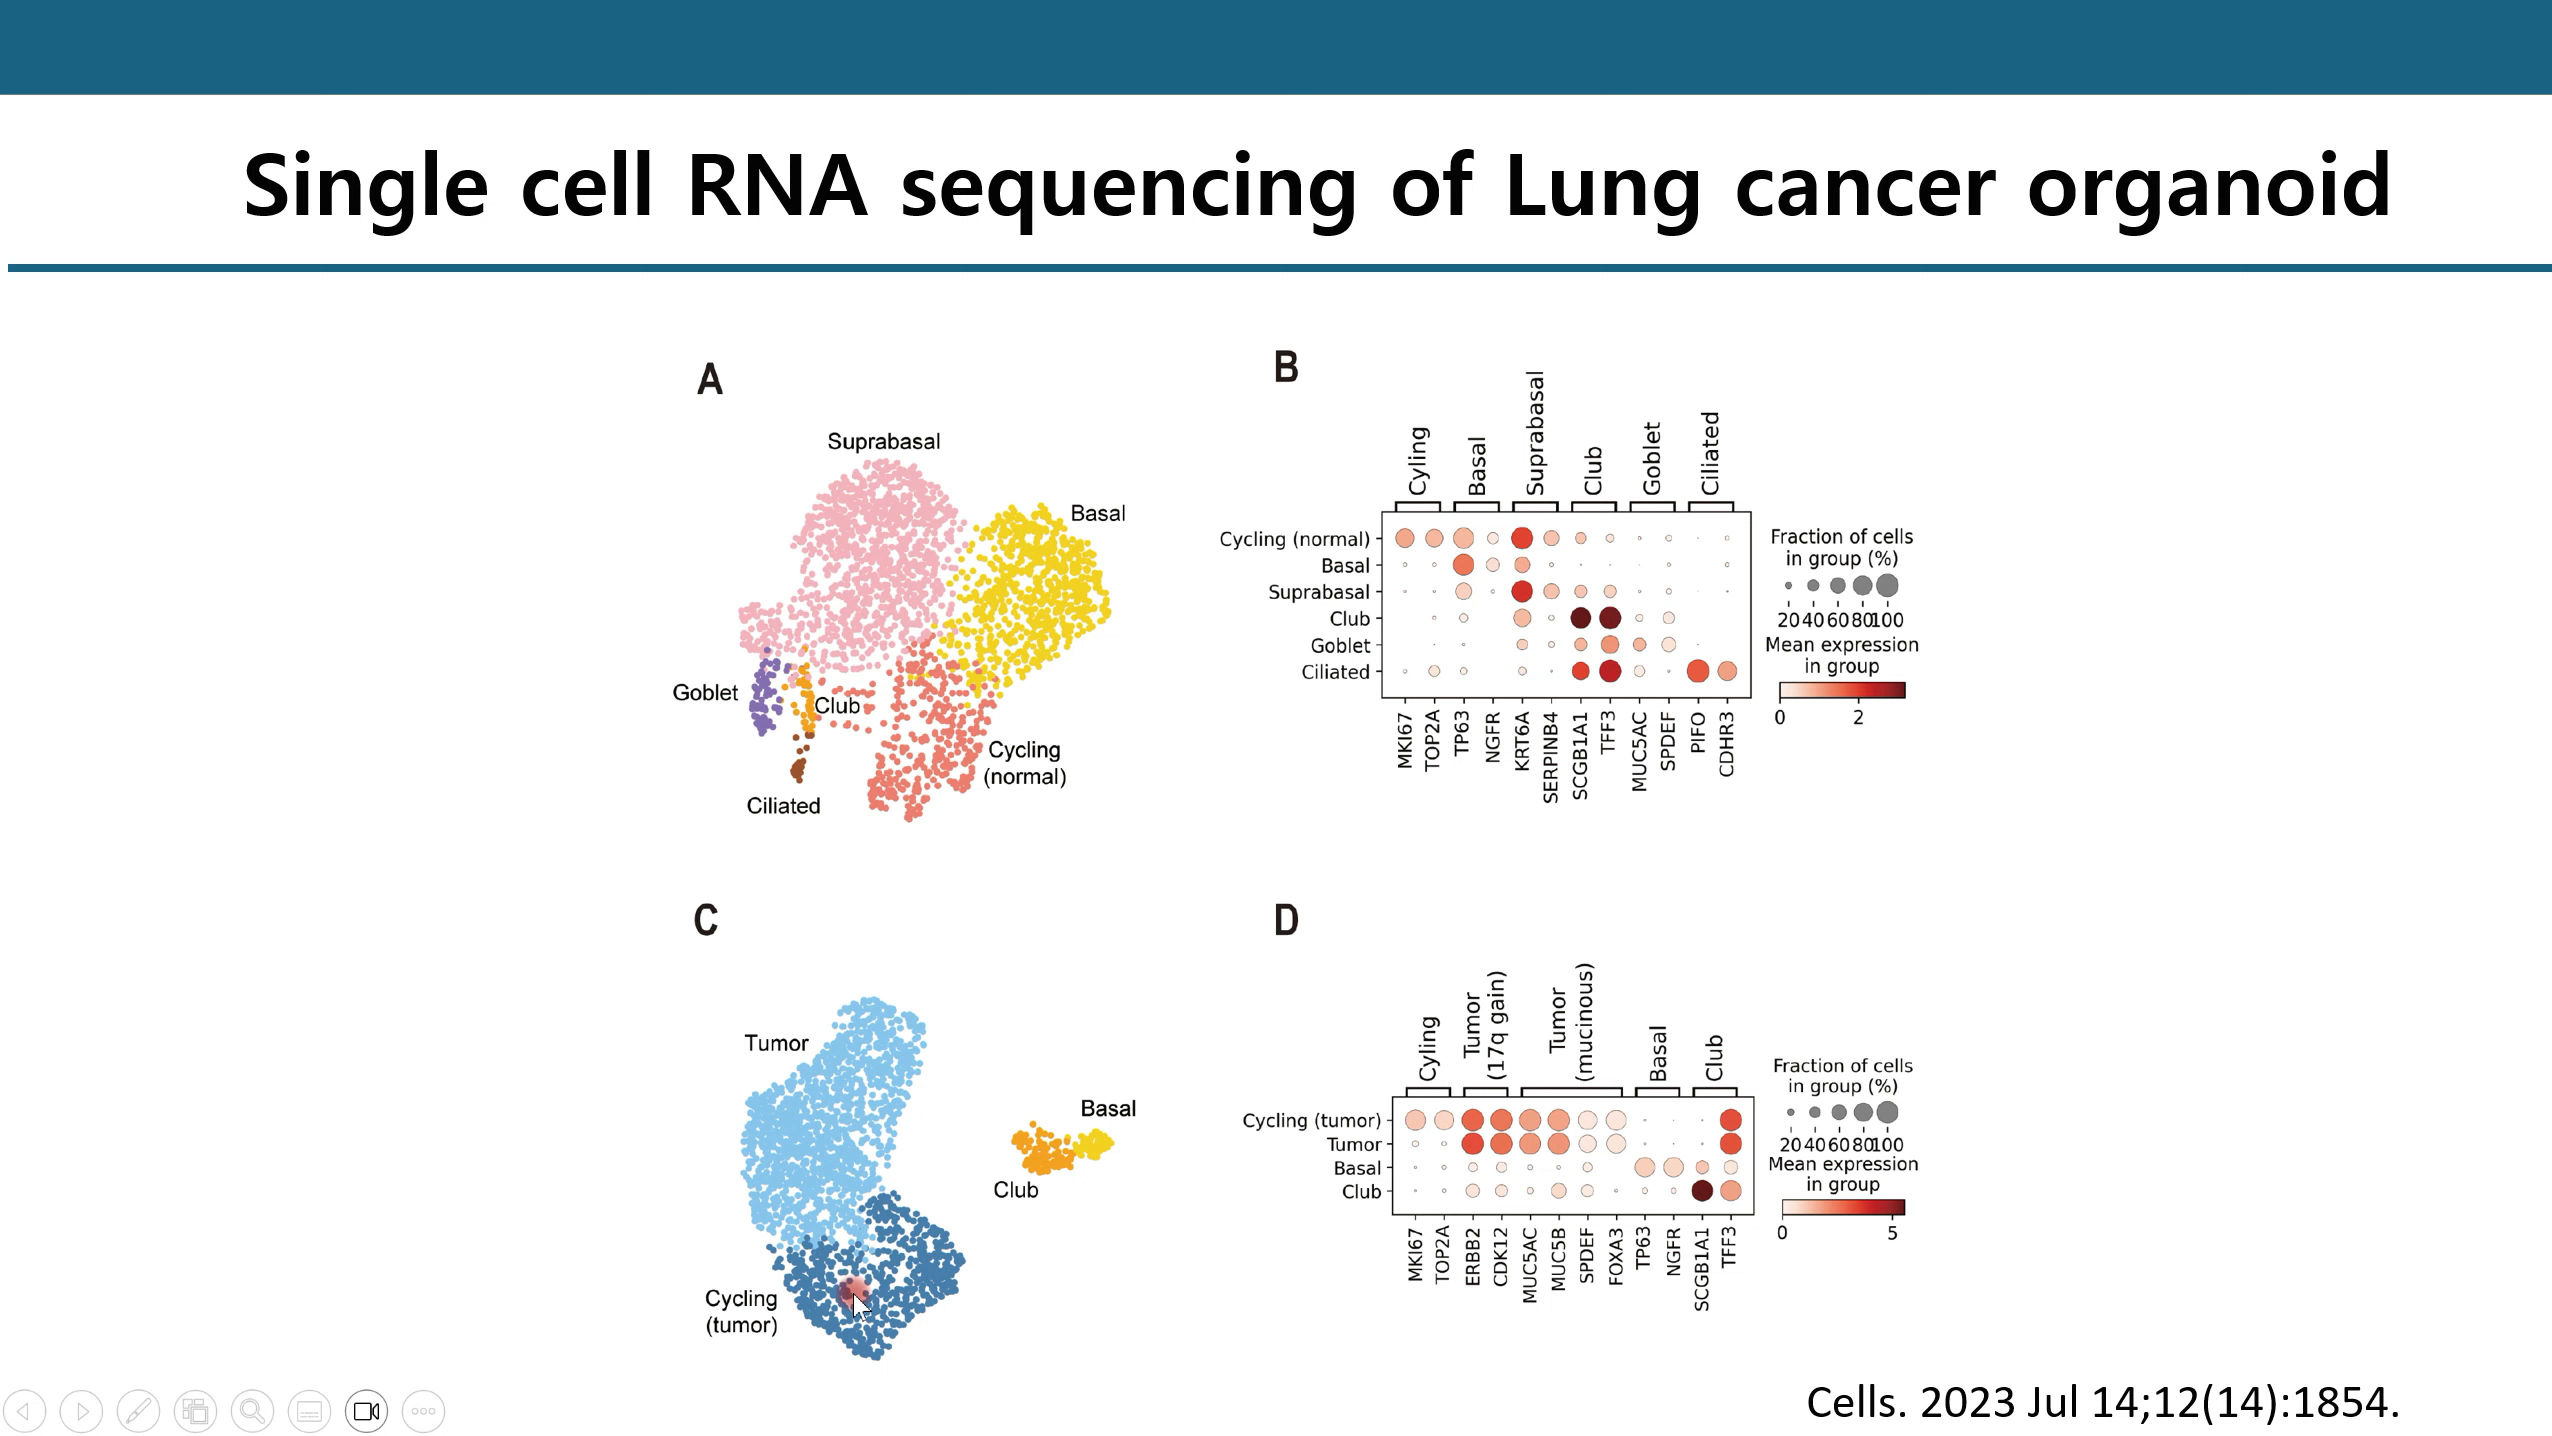 Single cell RNA sequencing of Lung cancer organoid
A
Suprabasal
Basal
Goblet
Club
Cycling
(normal)
Ciliated
B
Cyling
Basal
Suprabasal
Club
Goblet
Ciliated
Cycling (normal)
Basal
Suprabasal
Club
Goblet
Ciliated
MKI67
TOP2A
TP63
NGFR
KRT6A
SERPINB4
SCGB1A1
TFF3
MUC5AC
SPDEF
PIFO
CDHR3
Fraction of cells
in group (%)
20 40 60 80 100
Mean expression
in group
0 2
C
Tumor
Basal
Club
Cycling
(tumor)
D
Cyling
Tumor
(17q gain)
Tumor
(mucinous)
Basal
Club
Cycling (tumor)
Tumor
Basal
Club
MKI67
TOP2A
ERBB2
CDK12
MUC5AC
MUC5B
SPDEF
FOXA3
TP63
NGFR
SCGB1A1
TFF3
Fraction of cells
in group (%)
20 40 60 80 100
Mean expression
in group
0 5
Cells. 2023 Jul 14;12(14):1854.